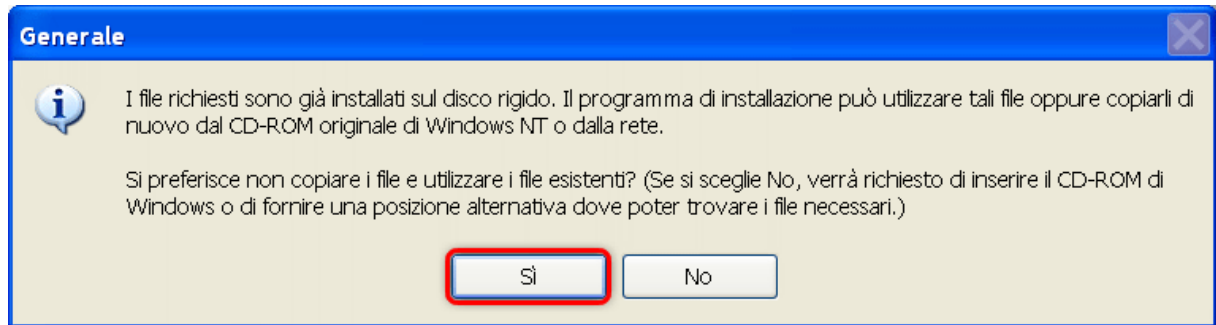 Generale
I file richiesti sono già installati sul disco rigido. Il programma di installazione può utilizzare tali file oppure copiarli di
nuovo dal CD-ROM originale di Windows NT o dalla rete.
Si preferisce non copiare i file e utilizzare i file esistenti? (Se si sceglie No, verrà richiesto di inserire il CD-ROM di
Windows o di fornire una posizione alternativa dove poter trovare i file necessari.)
Sì
No